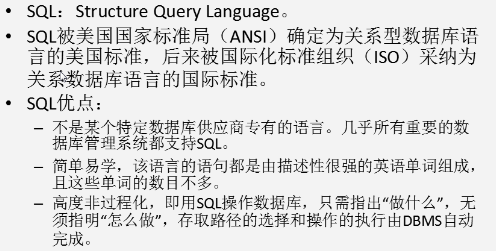 • SQL：Structure Query Language。
• SQL被美国国家标准局（ANSI）确定为关系型数据库语
言的美国标准，后来被国际化标准组织（ISO）采纳为
关系数据库语言的国际标准。
• SQL优点：
– 不是某个特定数据库供应商专有的语言。几乎所有重要的数
据库管理系统都支持SQL。
– 简单易学，该语言的语句都是由描述性很强的英语单词组成，
且这些单词的数目不多。
– 高度非过程化，即用SQL操作数据库，只需指出“做什么”，无
须指明“怎么做”，存取路径的选择和操作的执行由DBMS自动
完成。